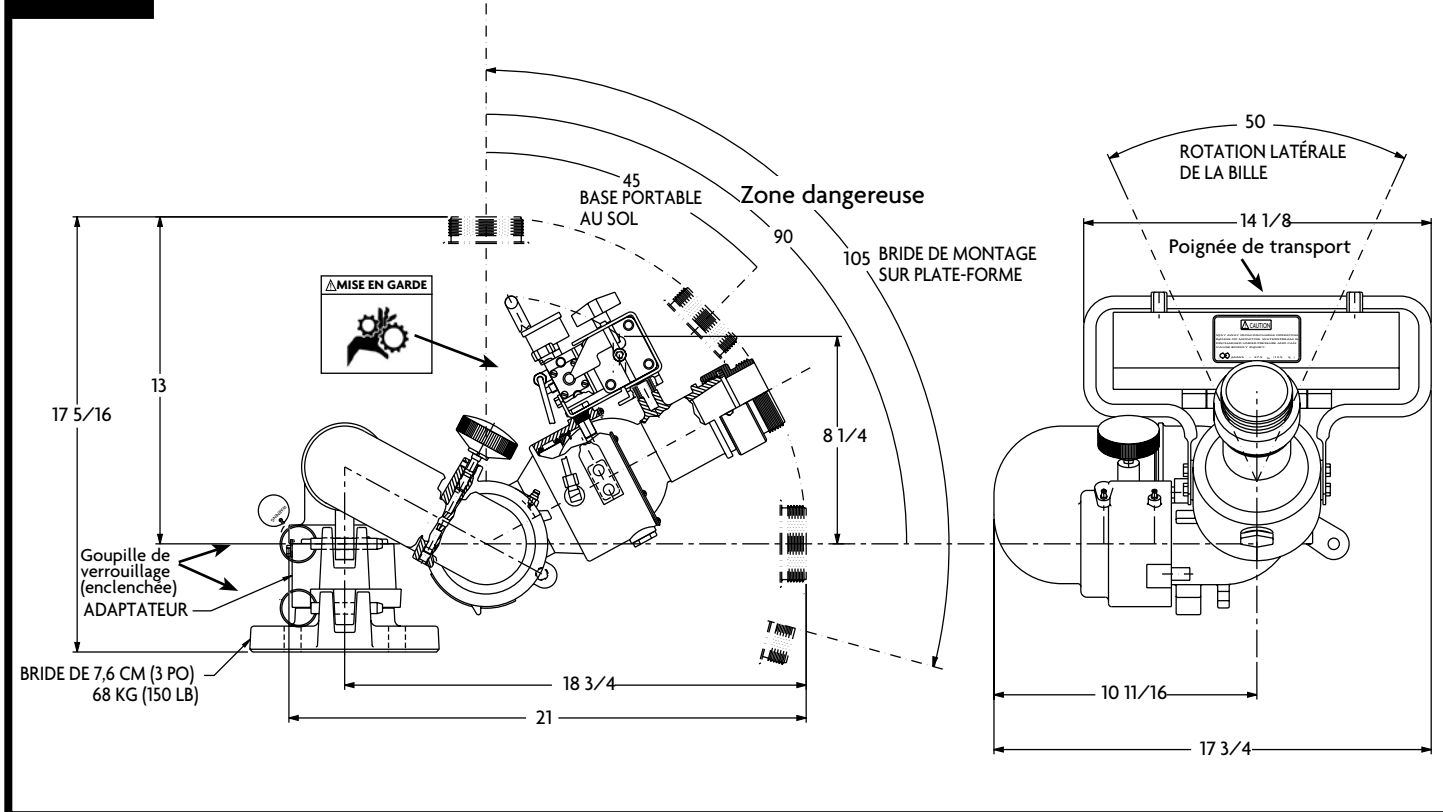 45
BASE PORTABLE
AU SOL
Zone dangereuse
90
105 BRIDE DE MONTAGE
SUR PLATE-FORME
⚠MISE EN GARDE
13
17 5/16
8 1/4
Goupille de
verrouillage
(enclenchée)
ADAPTATEUR
BRIDE DE 7,6 CM (3 PO)
68 KG (150 LB)
18 3/4
21
50
ROTATION LATÉRALE
DE LA BILLE
14 1/8
Poignée de transport
⚠CAUTION
10 11/16
17 3/4